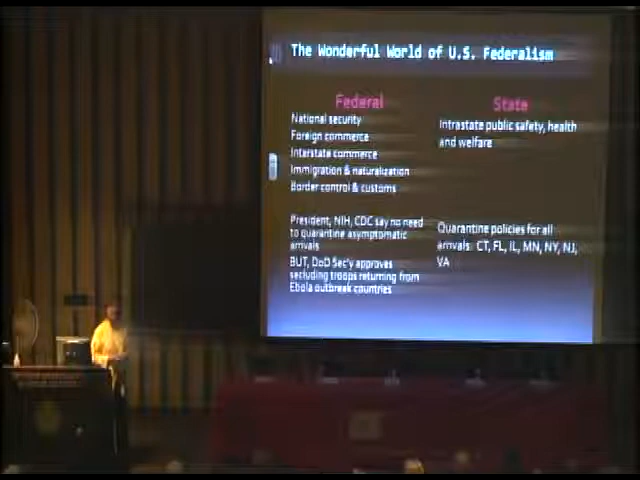 The Wonderful World of U.S. Federalism
Federal
National security
Foreign commerce
Interstate commerce
Immigration & naturalization
Border control & customs
President, NIH, CDC say no need
to quarantine asymptomatic
arrivals
BUT, DoD Sec'y approves
secluding troops returning from
Ebola outbreak countries
State
Intrastate public safety, health
and welfare
Quarantine policies for all
arrivals: CT, FL, IL, MN, NY, NJ,
VA